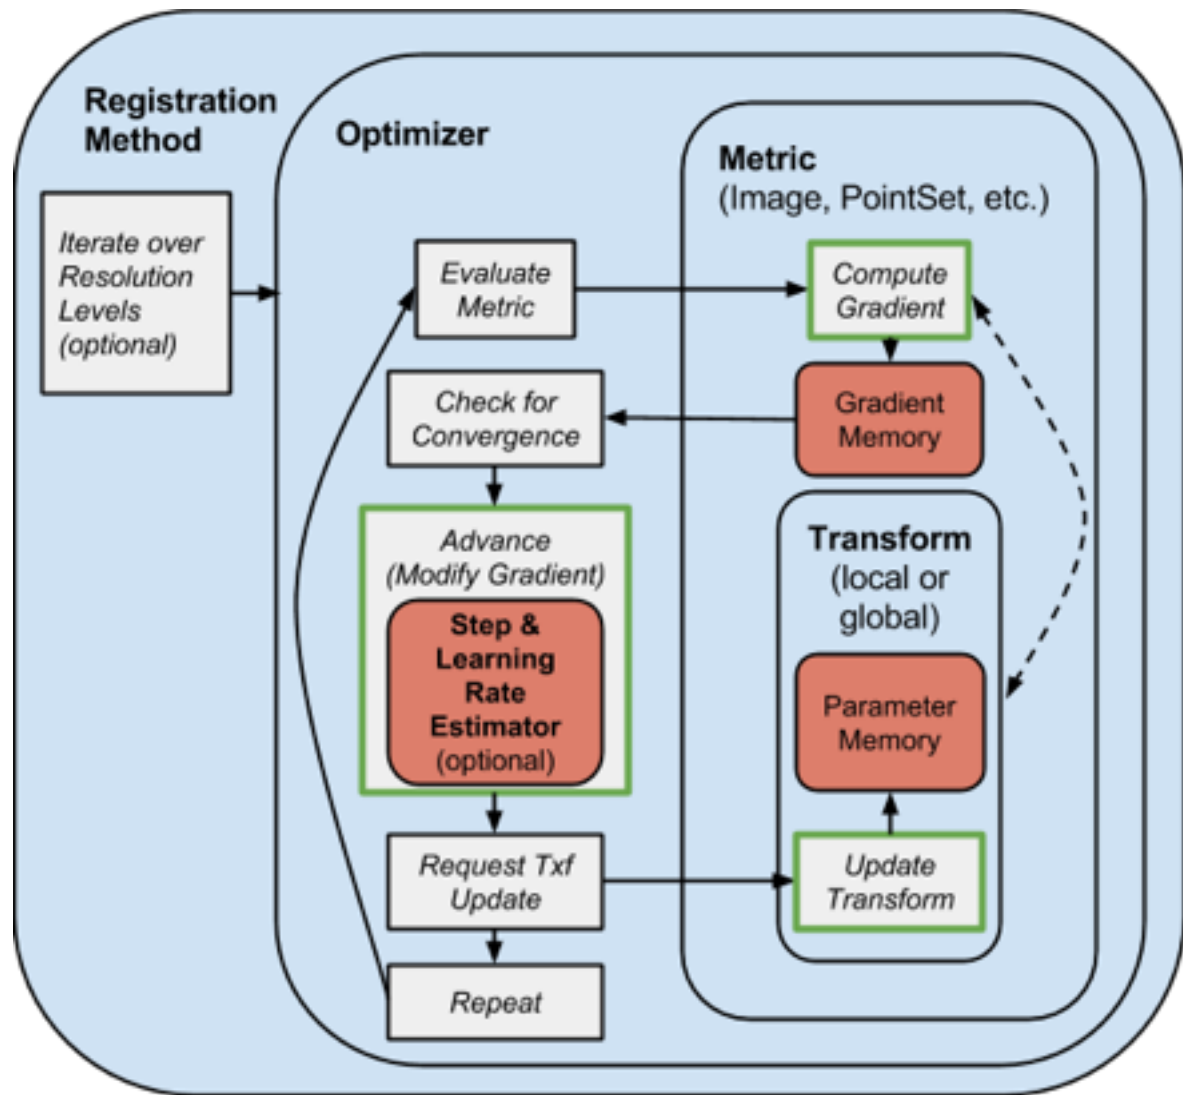 Registration
Method
Iterate over
Resolution
Levels
(optional)
Optimizer
Metric
(Image, PointSet, etc.)
Evaluate
Metric
Compute
Gradient
Check for
Convergence
Gradient
Memory
Advance
(Modify Gradient)
Step &
Learning
Rate
Estimator
(optional)
Transform
(local or
global)
Parameter
Memory
Request Txf
Update
Update
Transform
Repeat